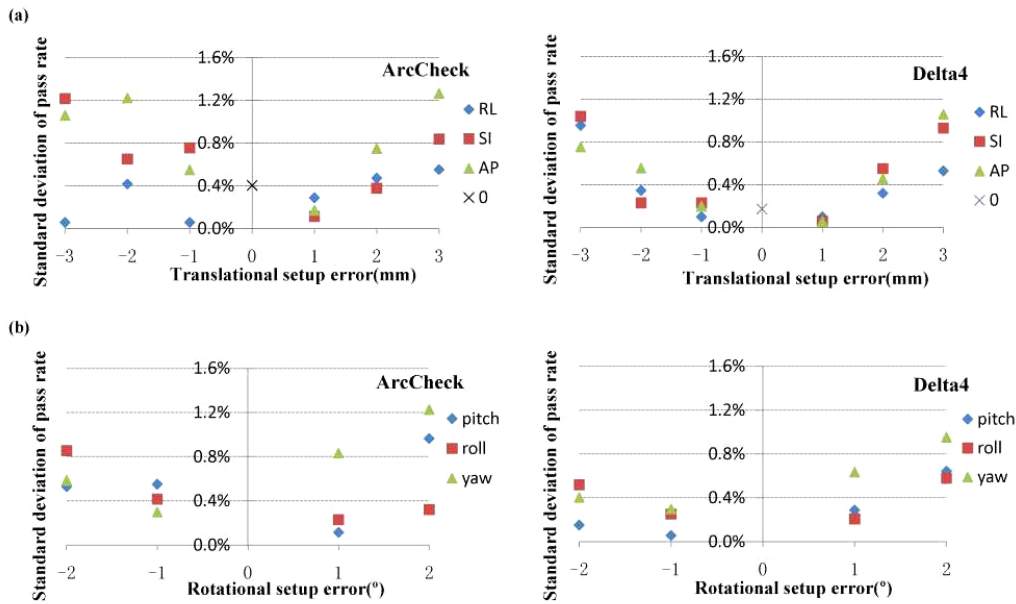 (a)
Standard deviation of pass rate
1.6%
1.2%
0.8%
0.4%
0.0%
ArcCheck
RL
SI
AP
0
-3 -2 -1 0 1 2 3
Translational setup error(mm)
Standard deviation of pass rate
1.6%
1.2%
0.8%
0.4%
0.0%
Delta4
RL
SI
AP
0
-3 -2 -1 0 1 2 3
Translational setup error(mm)
(b)
Standard deviation of pass rate
1.6%
1.2%
0.8%
0.4%
0.0%
ArcCheck
pitch
roll
yaw
-2 -1 0 1 2
Rotational setup error(°)
Standard deviation of pass rate
1.6%
1.2%
0.8%
0.4%
0.0%
Delta4
pitch
roll
yaw
-2 -1 0 1 2
Rotational setup error(°)